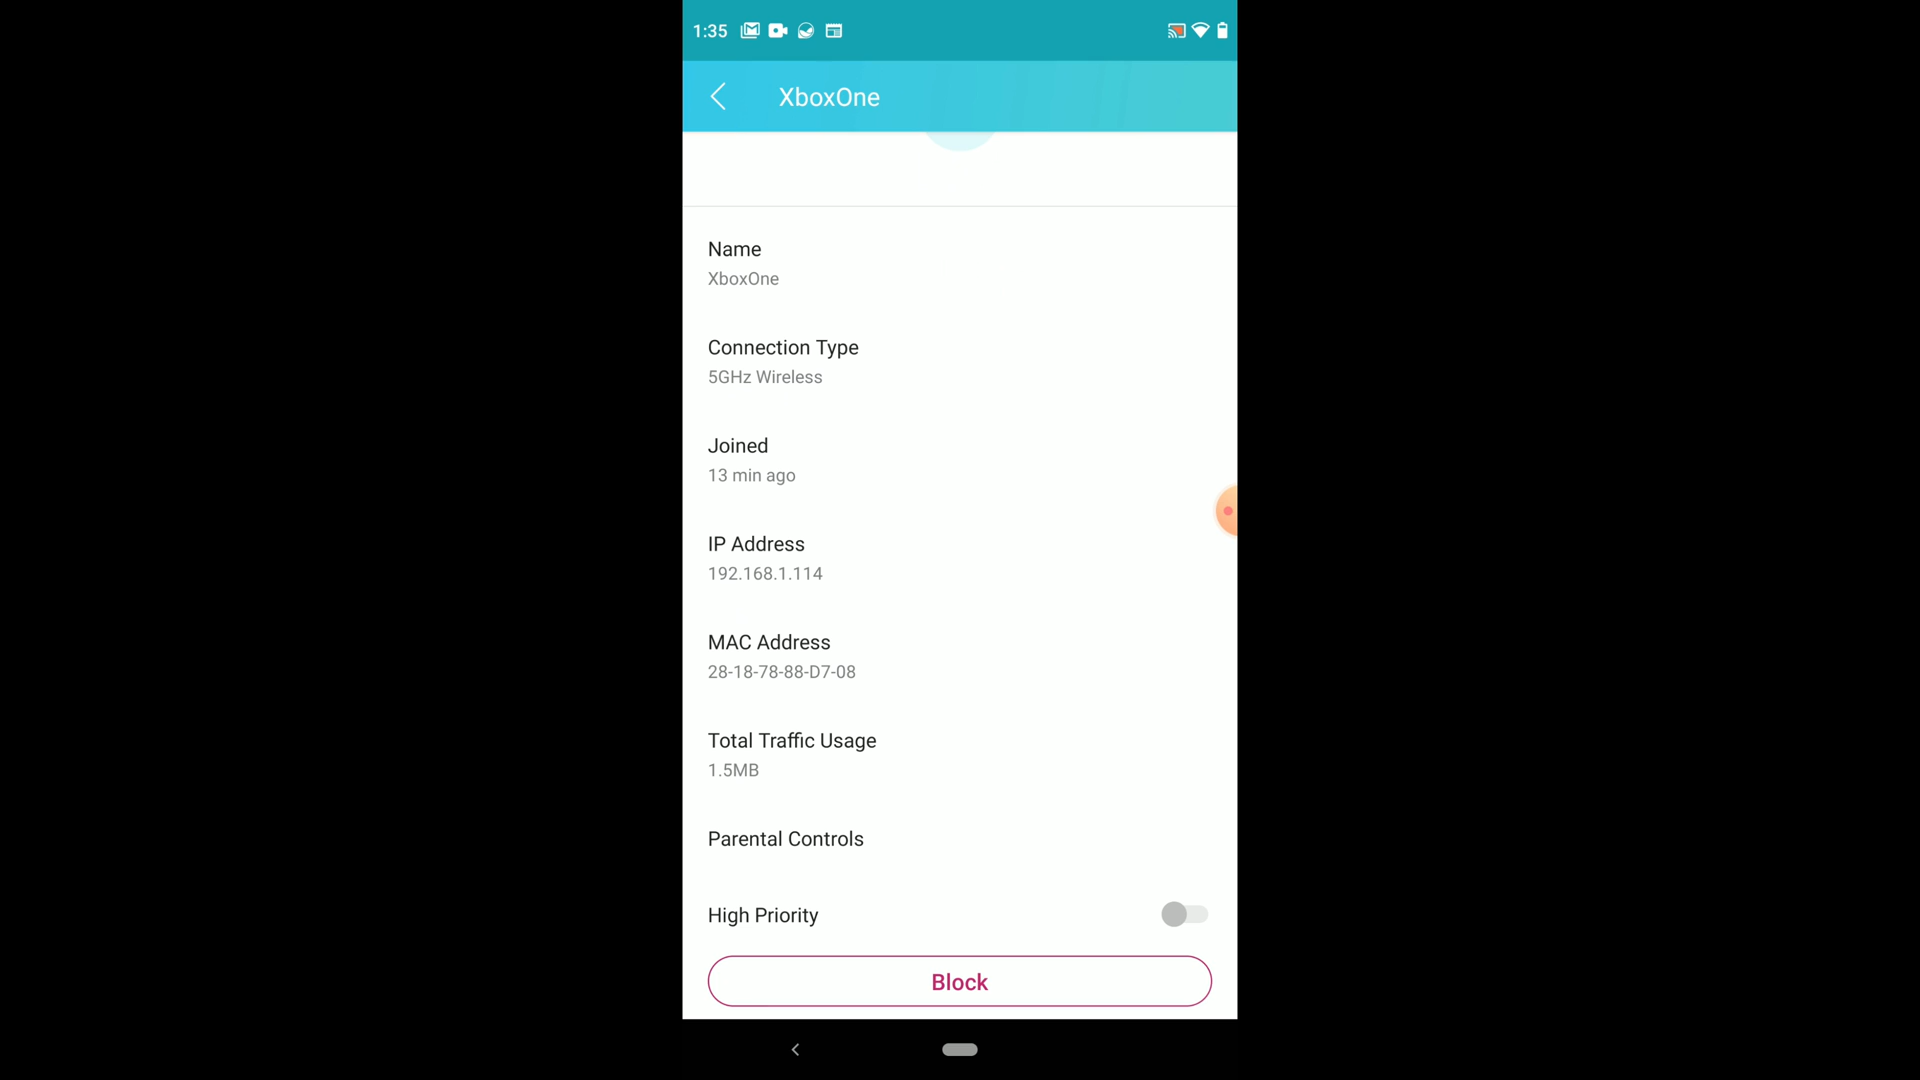 1:35
XboxOne
Name
XboxOne
Connection Type
5GHz Wireless
Joined
13 min ago
IP Address
192.168.1.114
MAC Address
28-18-78-88-D7-08
Total Traffic Usage
1.5MB
Parental Controls
High Priority
Block